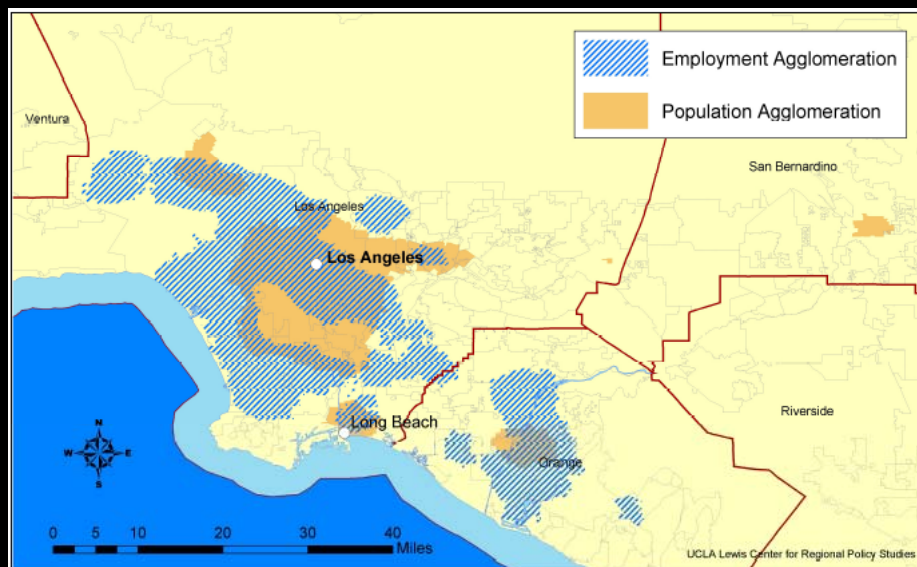 Employment Agglomeration
Population Agglomeration
Ventura
San Bernardino
Los Angeles
Los Angeles
Riverside
Long Beach
Orange
N
W E
S
0 5 10 20 30 40
Miles
UCLA Lewis Center for Regional Policy Studies